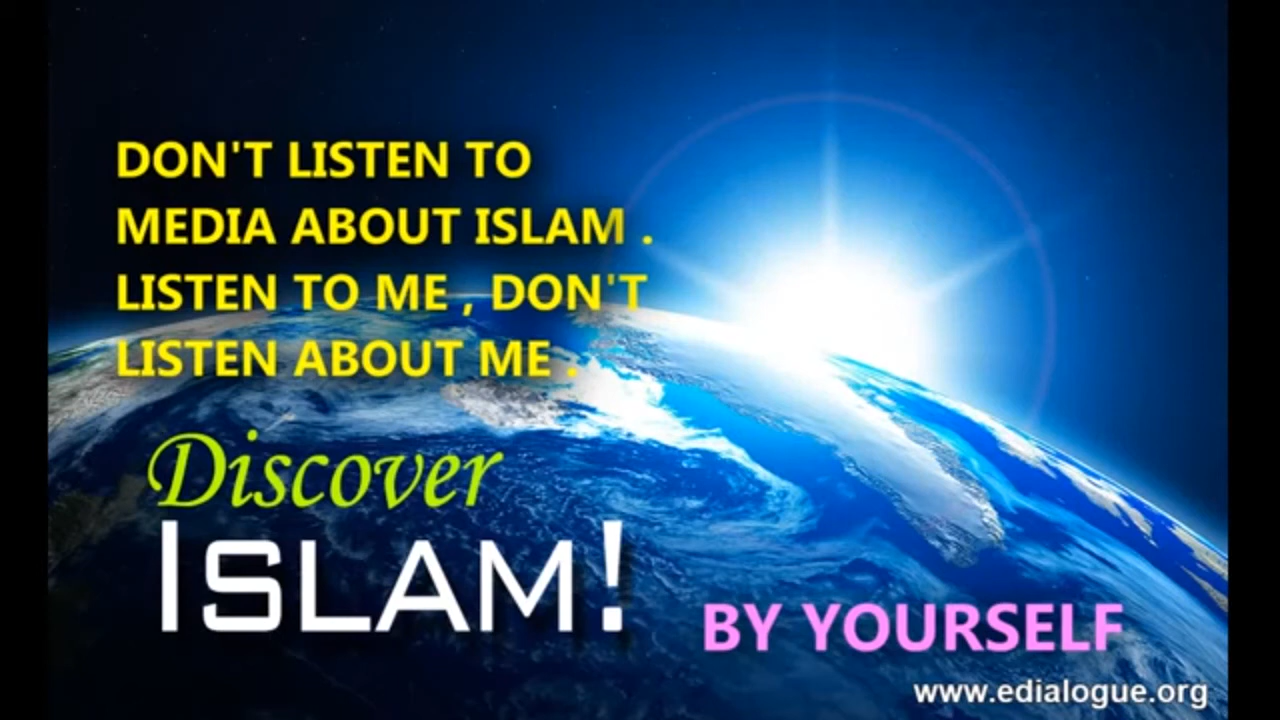 DON'T LISTEN TO
MEDIA ABOUT ISLAM .
LISTEN TO ME , DON'T
LISTEN ABOUT ME .
Discover
ISLAM!
BY YOURSELF
www.edialogue.org